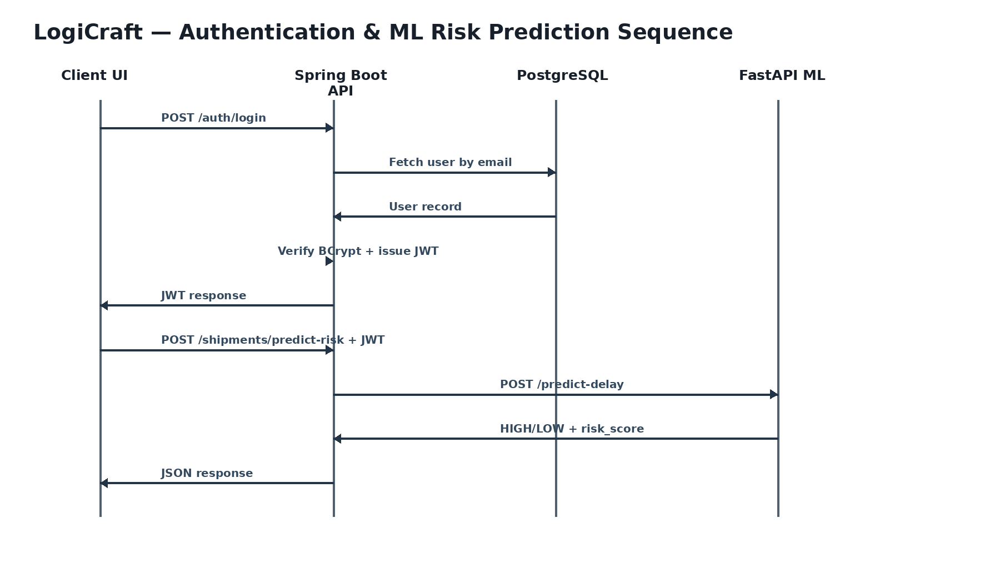 LogiCraft — Authentication & ML Risk Prediction Sequence
Client UI
Spring Boot
API
PostgreSQL
FastAPI ML
POST /auth/login
Fetch user by email
User record
Verify BCrypt + issue JWT
JWT response
POST /shipments/predict-risk + JWT
POST /predict-delay
HIGH/LOW + risk_score
JSON response